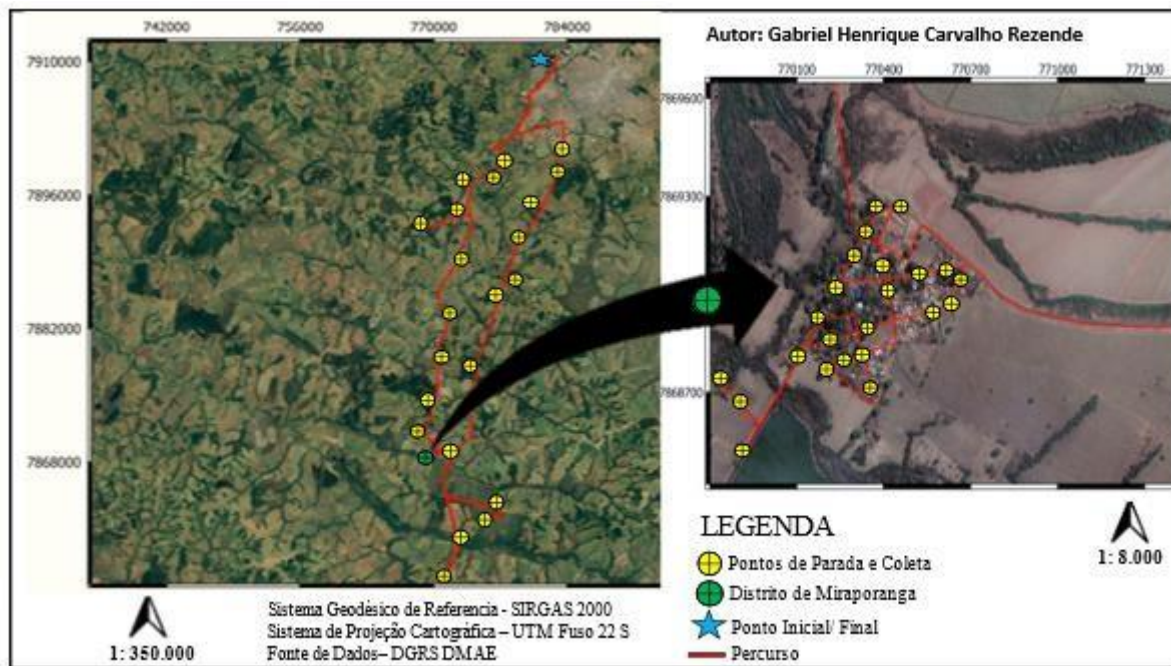 742000 756000 770000 784000
7910000
7896000
7882000
7868000
1: 350.000
Sistema Geodésico de Referencia - SIRGAS 2000
Sistema de Projeção Cartográfica – UTM Fuso 22 S
Fonte de Dados– DGRS DMAE
Autor: Gabriel Henrique Carvalho Rezende
770100 770400 770700 771000 771300
7869600
7869300
7868700
LEGENDA
Pontos de Parada e Coleta
Distrito de Miraporanga
Ponto Inicial/ Final
Percurso
1: 8.000